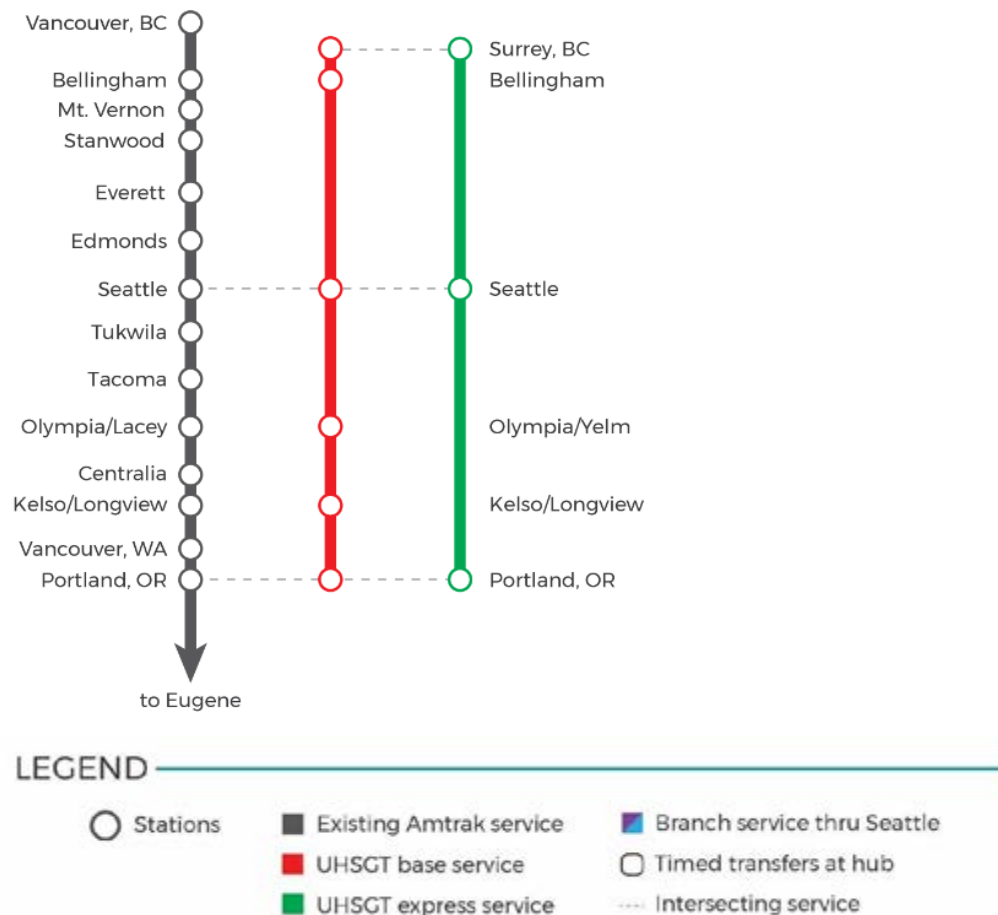 Vancouver, BC
Surrey, BC
Bellingham
Bellingham
Mt. Vernon
Stanwood
Everett
Edmonds
Seattle
Seattle
Tukwila
Tacoma
Olympia/Lacey
Olympia/Yelm
Centralia
Kelso/Longview
Kelso/Longview
Vancouver, WA
Portland, OR
Portland, OR
to Eugene
LEGEND
Stations
Existing Amtrak service
Branch service thru Seattle
UHSGT base service
Timed transfers at hub
UHSGT express service
Intersecting service